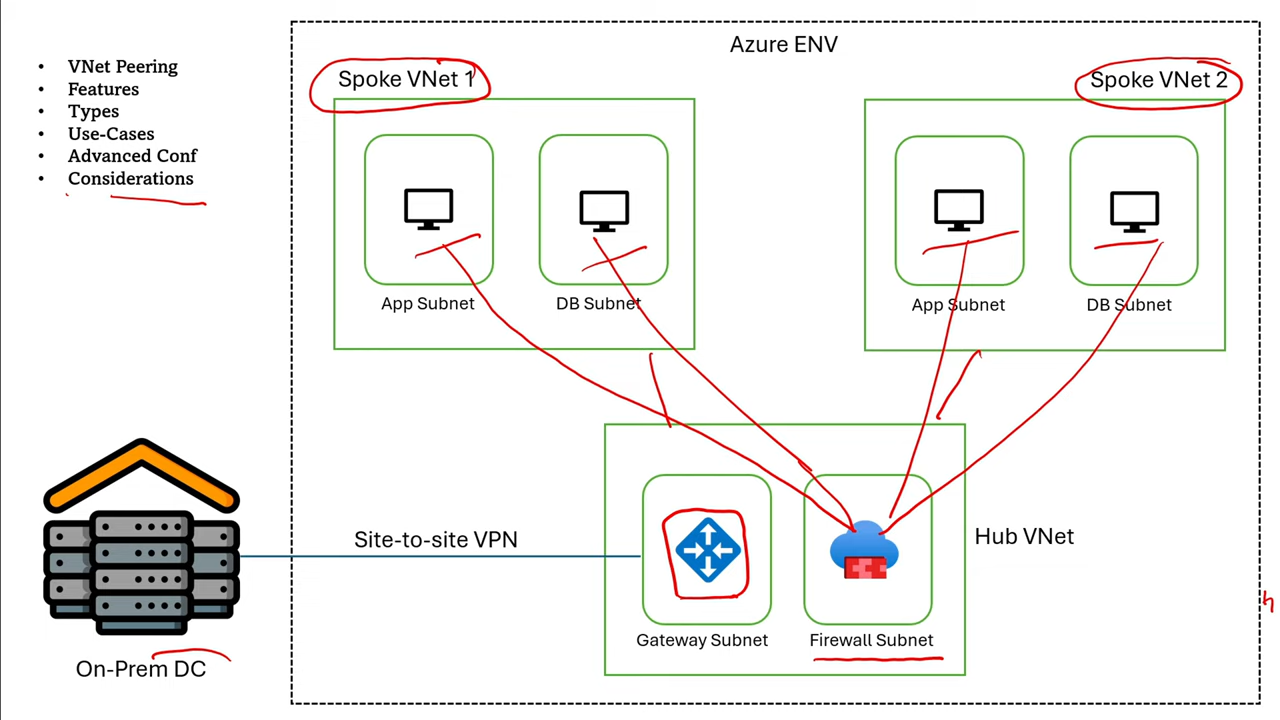 Azure ENV
• VNet Peering
• Features
• Types
• Use-Cases
• Advanced Conf
• Considerations
Spoke VNet 1
Spoke VNet 2
App Subnet
DB Subnet
App Subnet
DB Subnet
Site-to-site VPN
Hub VNet
Gateway Subnet
Firewall Subnet
On-Prem DC